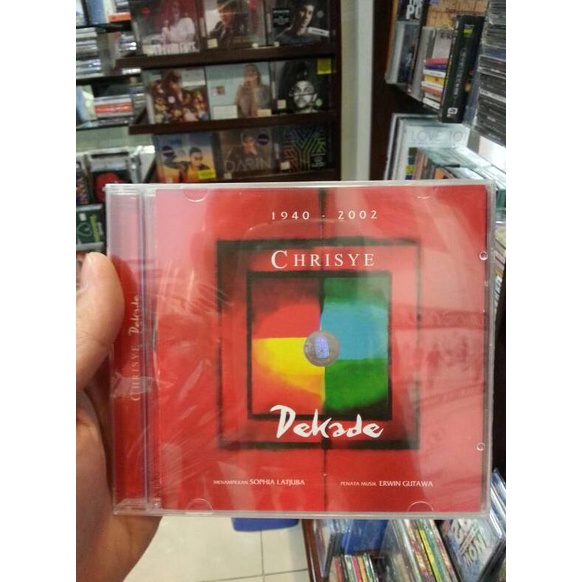 1940 - 2002
CHRISYE
Dekade
MENAMPILKAN SOPHIA LATJUBA
PENATA MUSIK ERWIN GUTAWA
CHRISYE Dekade